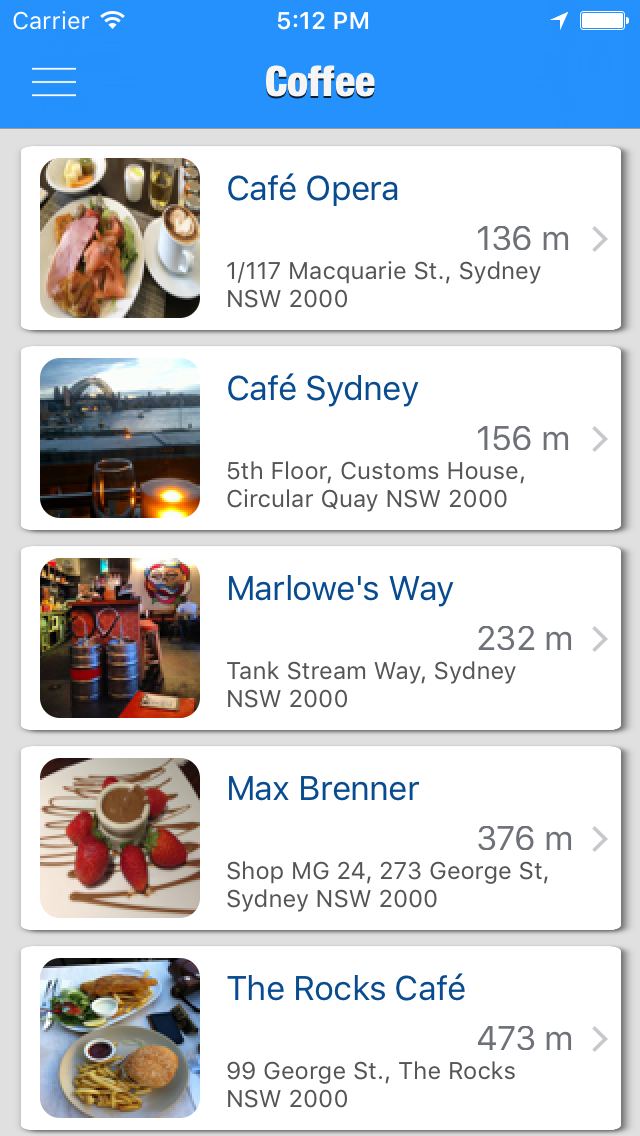 Carrier 5:12 PM
Coffee
Café Opera
136 m
1/117 Macquarie St., Sydney
NSW 2000
Café Sydney
156 m
5th Floor, Customs House,
Circular Quay NSW 2000
Marlowe's Way
232 m
Tank Stream Way, Sydney
NSW 2000
Max Brenner
376 m
Shop MG 24, 273 George St,
Sydney NSW 2000
The Rocks Café
473 m
99 George St., The Rocks
NSW 2000